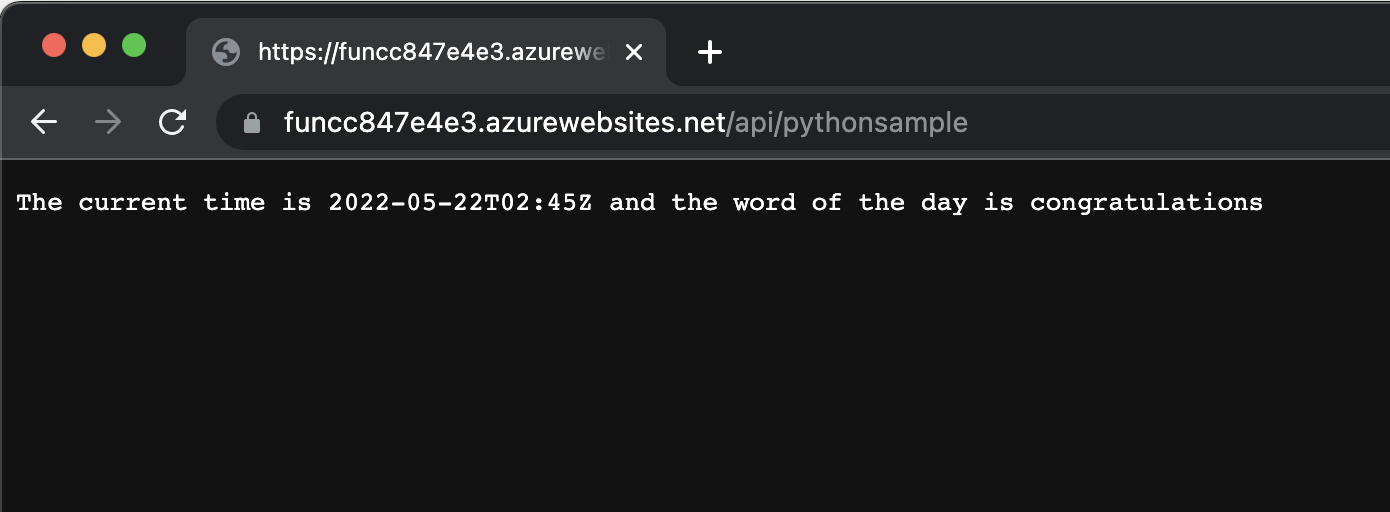 https://funcc847e4e3.azurewe
funcc847e4e3.azurewebsites.net/api/pythonsample
The current time is 2022-05-22T02:45Z and the word of the day is congratulations